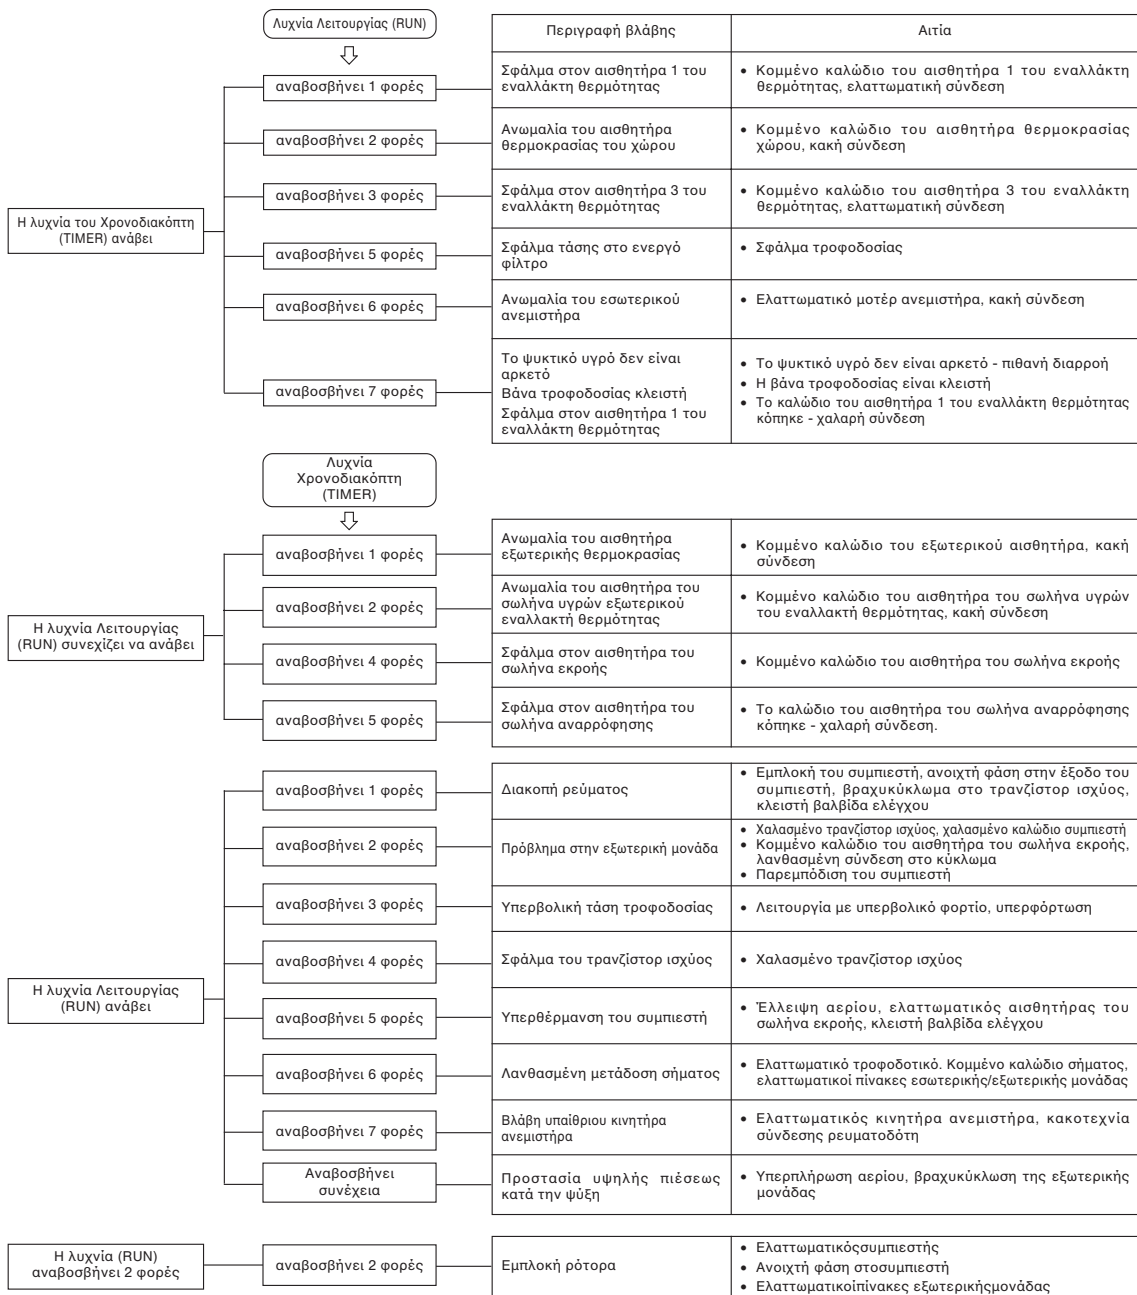 Λυχνία Λειτουργίας (RUN)
Περιγραφή βλάβης
Αιτία
Η λυχνία του Χρονοδιακόπτη
(TIMER) ανάβει
αναβοσβήνει 1 φορές
Σφάλμα στον αισθητήρα 1 του
εναλλάκτη θερμότητας
• Κομμένο καλώδιο του αισθητήρα 1 του εναλλάκτη
θερμότητας, ελαττωματική σύνδεση
αναβοσβήνει 2 φορές
Ανωμαλία του αισθητήρα
θερμοκρασίας του χώρου
• Κομμένο καλώδιο του αισθητήρα θερμοκρασίας
χώρου, κακή σύνδεση
αναβοσβήνει 3 φορές
Σφάλμα στον αισθητήρα 3 του
εναλλάκτη θερμότητας
• Κομμένο καλώδιο του αισθητήρα 3 του εναλλάκτη
θερμότητας, ελαττωματική σύνδεση
αναβοσβήνει 5 φορές
Σφάλμα τάσης στο ενεργό
φίλτρο
• Σφάλμα τροφοδοσίας
αναβοσβήνει 6 φορές
Ανωμαλία του εσωτερικού
ανεμιστήρα
• Ελαττωματικό μοτέρ ανεμιστήρα, κακή σύνδεση
αναβοσβήνει 7 φορές
Το ψυκτικό υγρό δεν είναι
αρκετό
Βάνα τροφοδοσίας κλειστή
Σφάλμα στον αισθητήρα 1 του
εναλλάκτη θερμότητας
• Το ψυκτικό υγρό δεν είναι αρκετό - πιθανή διαρροή
• Η βάνα τροφοδοσίας είναι κλειστή
• Το καλώδιο του αισθητήρα 1 του εναλλάκτη θερμότητας
κόπηκε - χαλαρή σύνδεση
Λυχνία
Χρονοδιακόπτη
(TIMER)
Η λυχνία Λειτουργίας
(RUN) συνεχίζει να ανάβει
αναβοσβήνει 1 φορές
Ανωμαλία του αισθητήρα
εξωτερικής θερμοκρασίας
• Κομμένο καλώδιο του εξωτερικού αισθητήρα, κακή
σύνδεση
αναβοσβήνει 2 φορές
Ανωμαλία του αισθητήρα του
σωλήνα υγρών εξωτερικού
εναλλακτή θερμότητας
• Κομμένο καλώδιο του αισθητήρα του σωλήνα υγρών
του εναλλακτή θερμότητας, κακή σύνδεση
αναβοσβήνει 4 φορές
Σφάλμα στον αισθητήρα του
σωλήνα εκροής
• Κομμένο καλώδιο του αισθητήρα του σωλήνα εκροής
αναβοσβήνει 5 φορές
Σφάλμα στον αισθητήρα του
σωλήνα αναρρόφησης
• Το καλώδιο του αισθητήρα του σωλήνα αναρρόφησης
κόπηκε - χαλαρή σύνδεση.
Η λυχνία Λειτουργίας
(RUN) ανάβει
αναβοσβήνει 1 φορές
Διακοπή ρεύματος
• Εμπλοκή του συμπιεστή, ανοιχτή φάση στην έξοδο του
συμπιεστή, βραχυκύκλωμα στο τρανζίστορ ισχύος,
κλειστή βαλβίδα ελέγχου
αναβοσβήνει 2 φορές
Πρόβλημα στην εξωτερική μονάδα
• Χαλασμένο τρανζίστορ ισχύος, χαλασμένο καλώδιο συμπιεστή
• Κομμένο καλώδιο του αισθητήρα του σωλήνα εκροής,
λανθασμένη σύνδεση στο κύκλωμα
• Παρεμπόδιση του συμπιεστή
αναβοσβήνει 3 φορές
Υπερβολική τάση τροφοδοσίας
• Λειτουργία με υπερβολικό φορτίο, υπερφόρτωση
αναβοσβήνει 4 φορές
Σφάλμα του τρανζίστορ ισχύος
• Χαλασμένο τρανζίστορ ισχύος
αναβοσβήνει 5 φορές
Υπερθέρμανση του συμπιεστή
• Έλλειψη αερίου, ελαττωματικός αισθητήρας του
σωλήνα εκροής, κλειστή βαλβίδα ελέγχου
αναβοσβήνει 6 φορές
Λανθασμένη μετάδοση σήματος
• Ελαττωματικό τροφοδοτικό. Κομμένο καλώδιο σήματος,
ελαττωματικοί πίνακες εσωτερικής/εξωτερικής μονάδας
αναβοσβήνει 7 φορές
Βλάβη υπαίθριου κινητήρα
ανεμιστήρα
• Ελαττωματικός κινητήρα ανεμιστήρα, κακοτεχνία
σύνδεσης ρευματοδότη
Αναβοσβήνει
συνέχεια
Προστασία υψηλής πιέσεως
κατά την ψύξη
• Υπερπλήρωση αερίου, βραχυκύκλωση της εξωτερικής
μονάδας
Η λυχνία (RUN)
αναβοσβήνει 2 φορές
αναβοσβήνει 2 φορές
Εμπλοκή ρότορα
• Ελαττωματικόςσυμπιεστής
• Ανοιχτή φάση στοσυμπιεστή
• Ελαττωματικοίπίνακες εξωτερικήςμονάδας